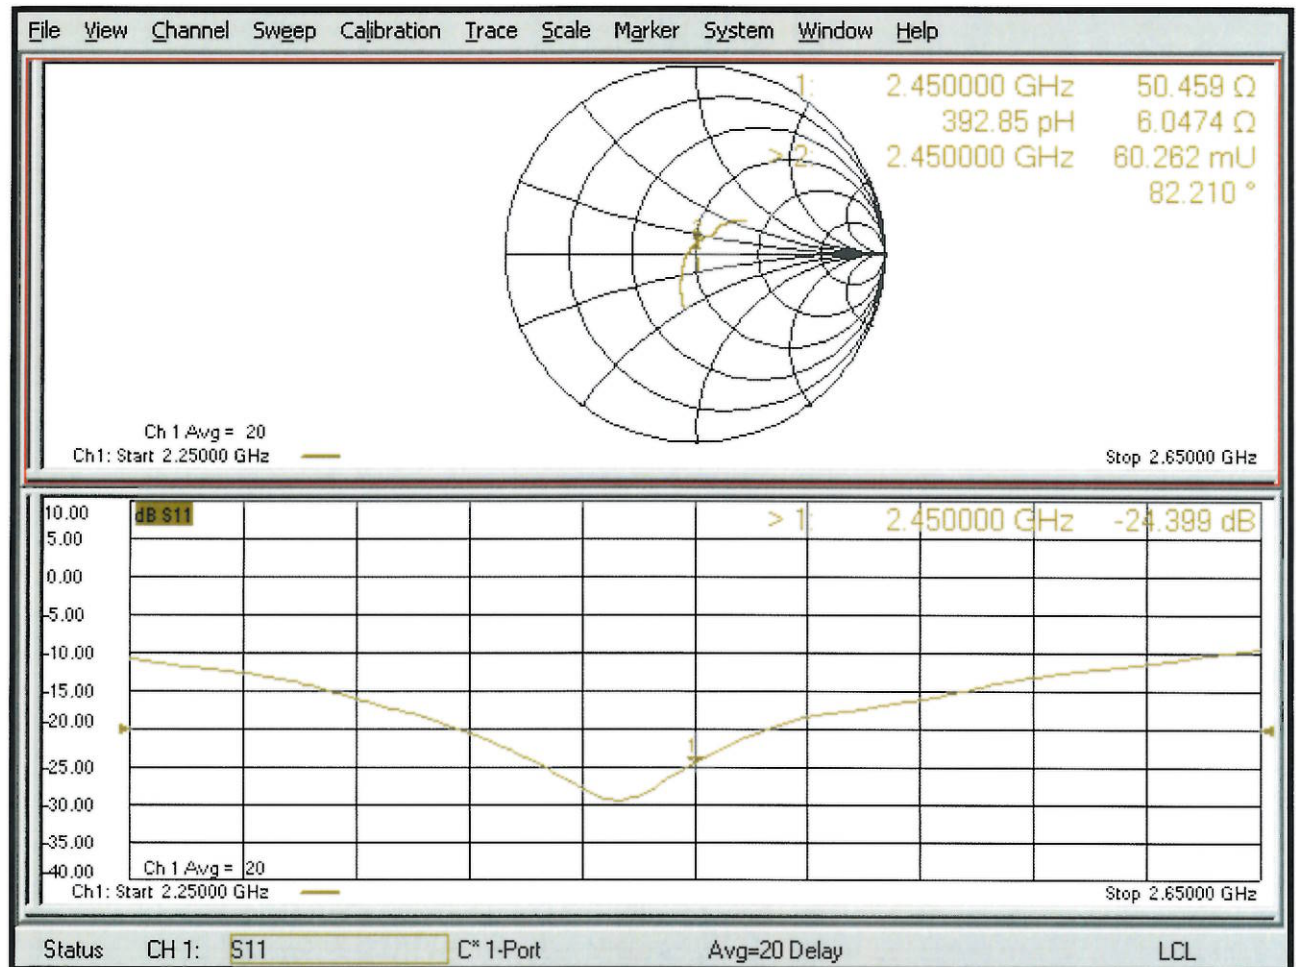 File View Channel Sweep Calibration Trace Scale Marker System Window Help
1: 2.450000 GHz 50.459 Ω
392.85 pH 6.0474 Ω
> 2: 2.450000 GHz 60.262 mU
82.210 °
2
Ch 1 Avg = 20
Ch1: Start 2.25000 GHz Stop 2.65000 GHz
10.00 dB S11 > 1: 2.450000 GHz -24.399 dB
5.00
0.00
-5.00
-10.00
-15.00
-20.00
1
-25.00
-30.00
-35.00
-40.00 Ch 1 Avg = 20
Ch1: Start 2.25000 GHz Stop 2.65000 GHz
Status CH 1: S11 C* 1-Port Avg=20 Delay LCL